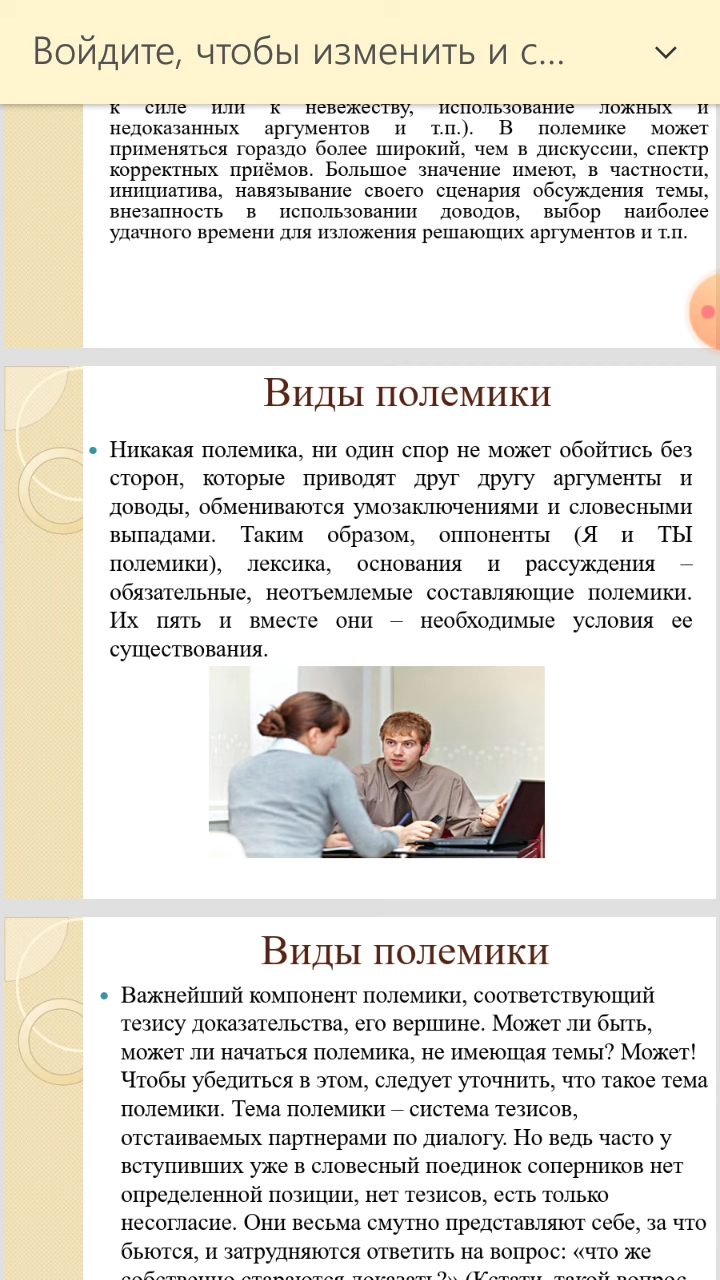 Войдите, чтобы изменить и с...
к силе или к невежеству, использование ложных и
недоказанных аргументов и т.п.). В полемике может
применяться гораздо более широкий, чем в дискуссии, спектр
корректных приёмов. Большое значение имеют, в частности,
инициатива, навязывание своего сценария обсуждения темы,
внезапность в использовании доводов, выбор наиболее
удачного времени для изложения решающих аргументов и т.п.
Виды полемики
• Никакая полемика, ни один спор не может обойтись без
сторон, которые приводят друг другу аргументы и
доводы, обмениваются умозаключениями и словесными
выпадами. Таким образом, оппоненты (Я и ТЫ
полемики), лексика, основания и рассуждения –
обязательные, неотъемлемые составляющие полемики.
Их пять и вместе они – необходимые условия ее
существования.
Виды полемики
• Важнейший компонент полемики, соответствующий
тезису доказательства, его вершине. Может ли быть,
может ли начаться полемика, не имеющая темы? Может!
Чтобы убедиться в этом, следует уточнить, что такое тема
полемики. Тема полемики – система тезисов,
отстаиваемых партнерами по диалогу. Но ведь часто у
вступивших уже в словесный поединок соперников нет
определенной позиции, нет тезисов, есть только
несогласие. Они весьма смутно представляют себе, за что
бьются, и затрудняются ответить на вопрос: «что же
собственно стараются доказать?» (Кстати, такой вопрос